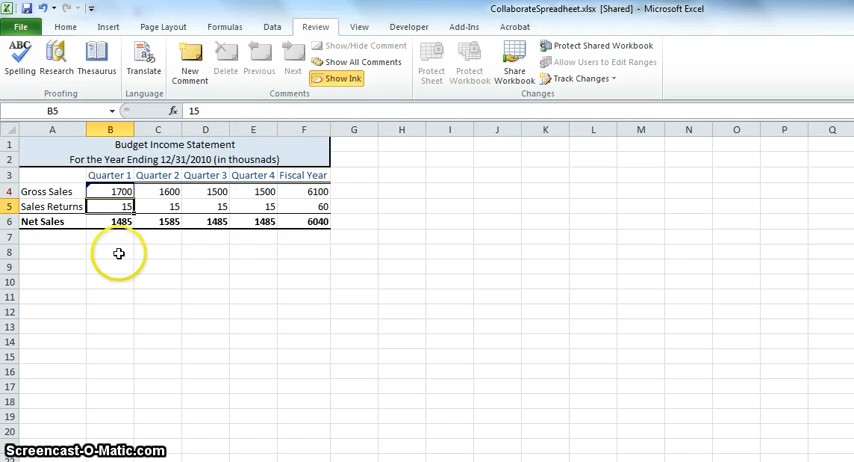 CollaborateSpreadheet.xlsx [Shared] - Microsoft Excel
File Home Insert Page Layout Formulas Data Review View Developer Add-Ins Acrobat
ABC
Spelling Research Thesaurus Translate New Comment Delete Previous Next
Show/Hide Comment
Show All Comments
Show Ink
Protect Sheet Protect Workbook Share Workbook
Protect Shared Workbook
Allow Users to Edit Ranges
Track Changes
Proofing Language Comments Changes
B5 fx 15
A B C D E F G H I J K L M N O P Q
1 Budget Income Statement
2 For the Year Ending 12/31/2010 (in thousnads)
3 Quarter 1 Quarter 2 Quarter 3 Quarter 4 Fiscal Year
4 Gross Sales 1700 1600 1500 1500 6100
5 Sales Returns 15 15 15 15 60
6 Net Sales 1485 1585 1485 1485 6040
7
8
9
10
11
12
13
14
15
16
17
18
19
20
21
Screencast-O-Matic.com